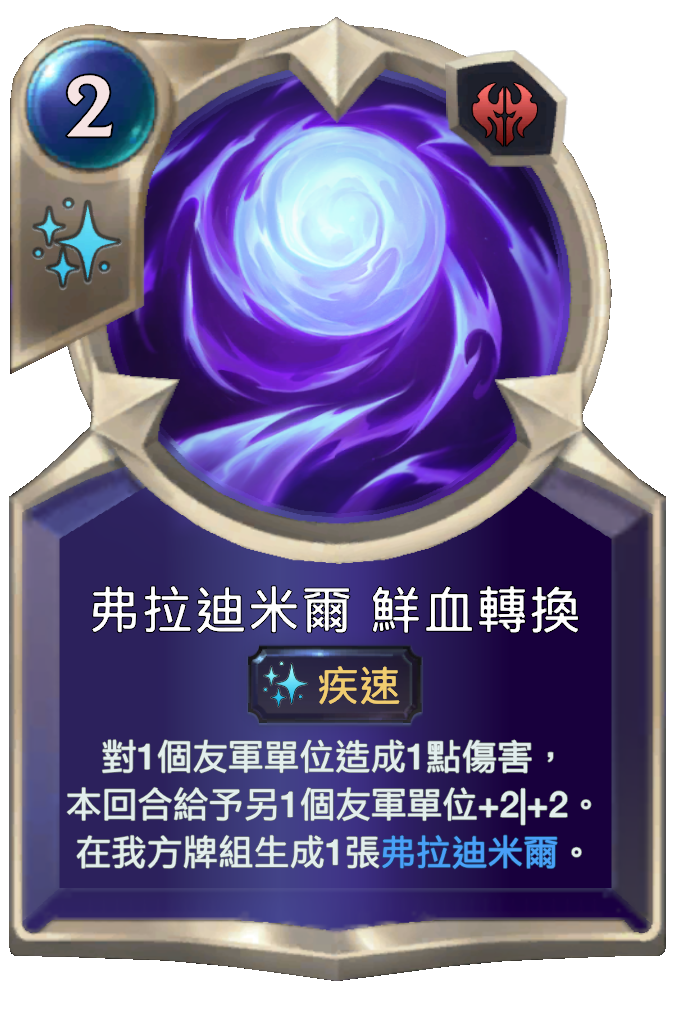 2
弗拉迪米爾 鮮血轉換
疾速
對1個友軍單位造成1點傷害，
本回合給予另1個友軍單位+2|+2。
在我方牌組生成1張弗拉迪米爾。